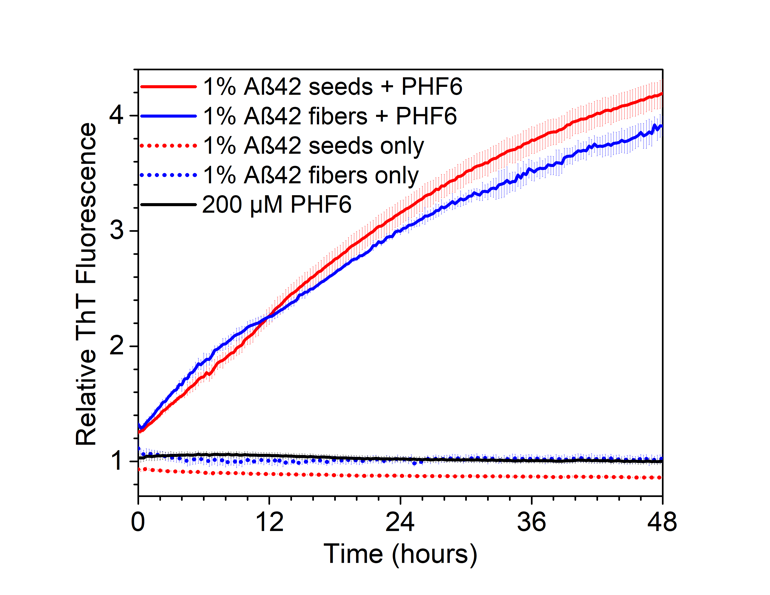 1% Aß42 seeds + PHF6
1% Aß42 fibers + PHF6
1% Aß42 seeds only
1% Aß42 fibers only
200 µM PHF6
Relative ThT Fluorescence
4
3
2
1
0 12 24 36 48
Time (hours)